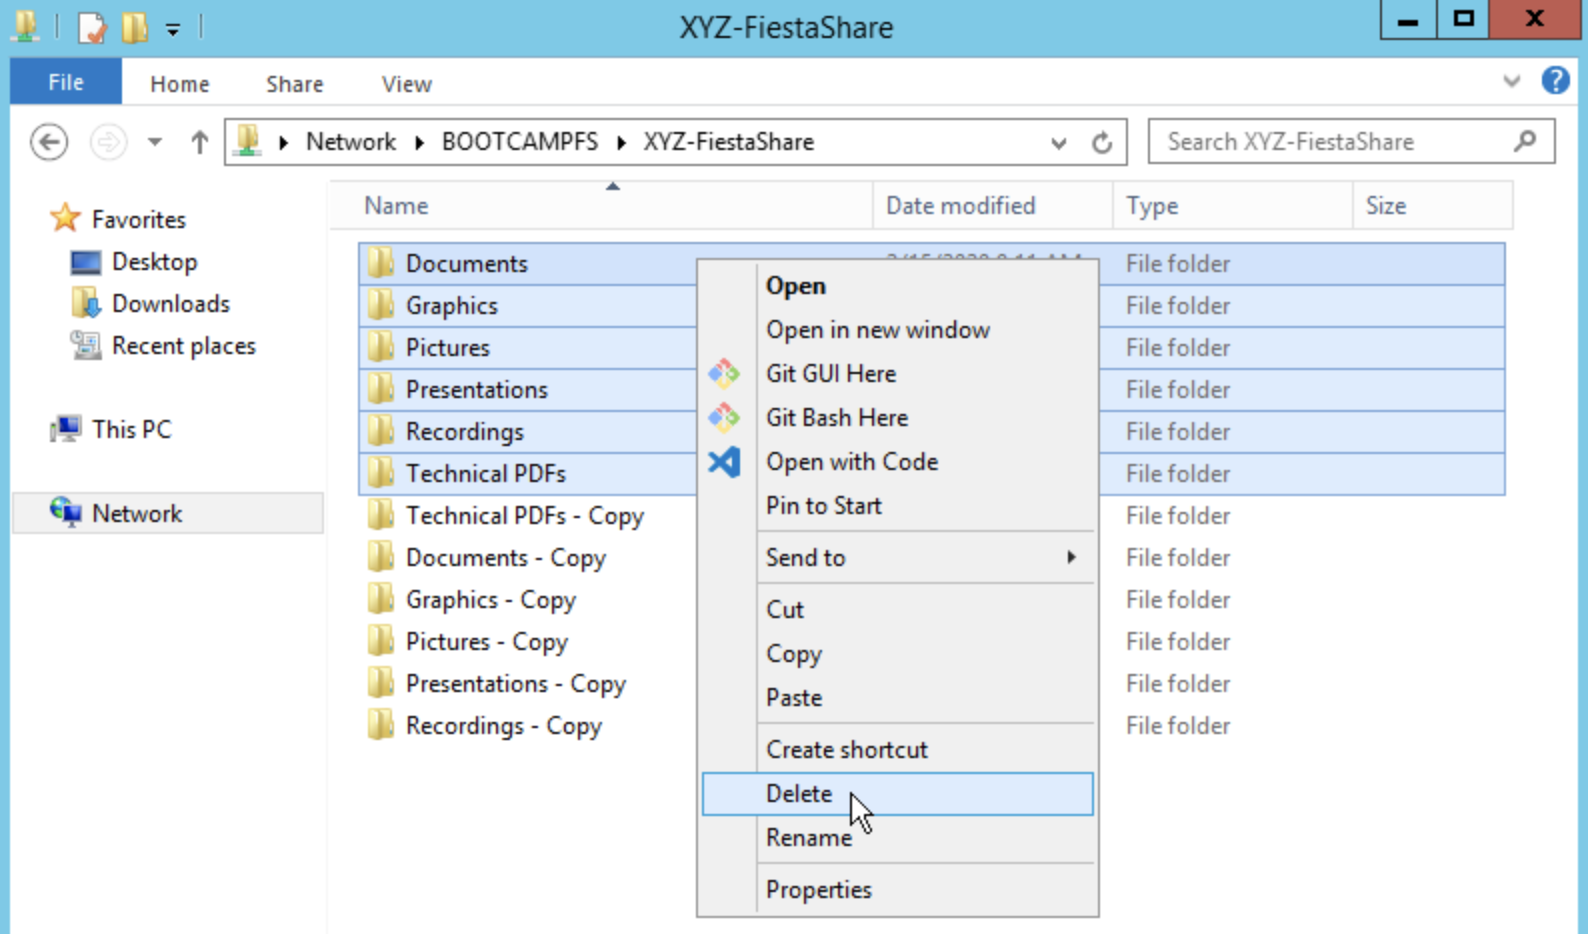 XYZ-FiestaShare
File Home Share View
Network BOOTCAMPFS XYZ-FiestaShare Search XYZ-FiestaShare
Name Date modified Type Size
Favorites
Desktop
Downloads
Recent places
This PC
Network
Documents File folder
Graphics File folder
Pictures File folder
Presentations File folder
Recordings File folder
Technical PDFs File folder
Technical PDFs - Copy File folder
Documents - Copy File folder
Graphics - Copy File folder
Pictures - Copy File folder
Presentations - Copy File folder
Recordings - Copy File folder
Open
Open in new window
Git GUI Here
Git Bash Here
Open with Code
Pin to Start
Send to
Cut
Copy
Paste
Create shortcut
Delete
Rename
Properties